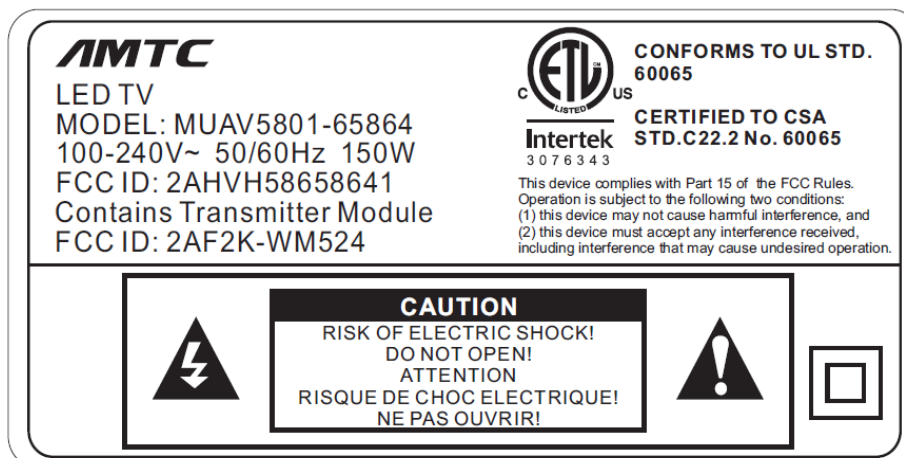 AMTC
LED TV
MODEL: MUAV5801-65864
100-240V~ 50/60Hz 150W
FCC ID: 2AHVH58658641
Contains Transmitter Module
FCC ID: 2AF2K-WM524
ETL
CM
LISTED
C
US
Intertek
3076343
CONFORMS TO UL STD.
60065
CERTIFIED TO CSA
STD.C22.2 No. 60065
This device complies with Part 15 of the FCC Rules.
Operation is subject to the following two conditions:
(1) this device may not cause harmful interference, and
(2) this device must accept any interference received,
including interference that may cause undesired operation.
CAUTION
RISK OF ELECTRIC SHOCK!
DO NOT OPEN!
ATTENTION
RISQUE DE CHOC ELECTRIQUE!
NE PAS OUVRIR!